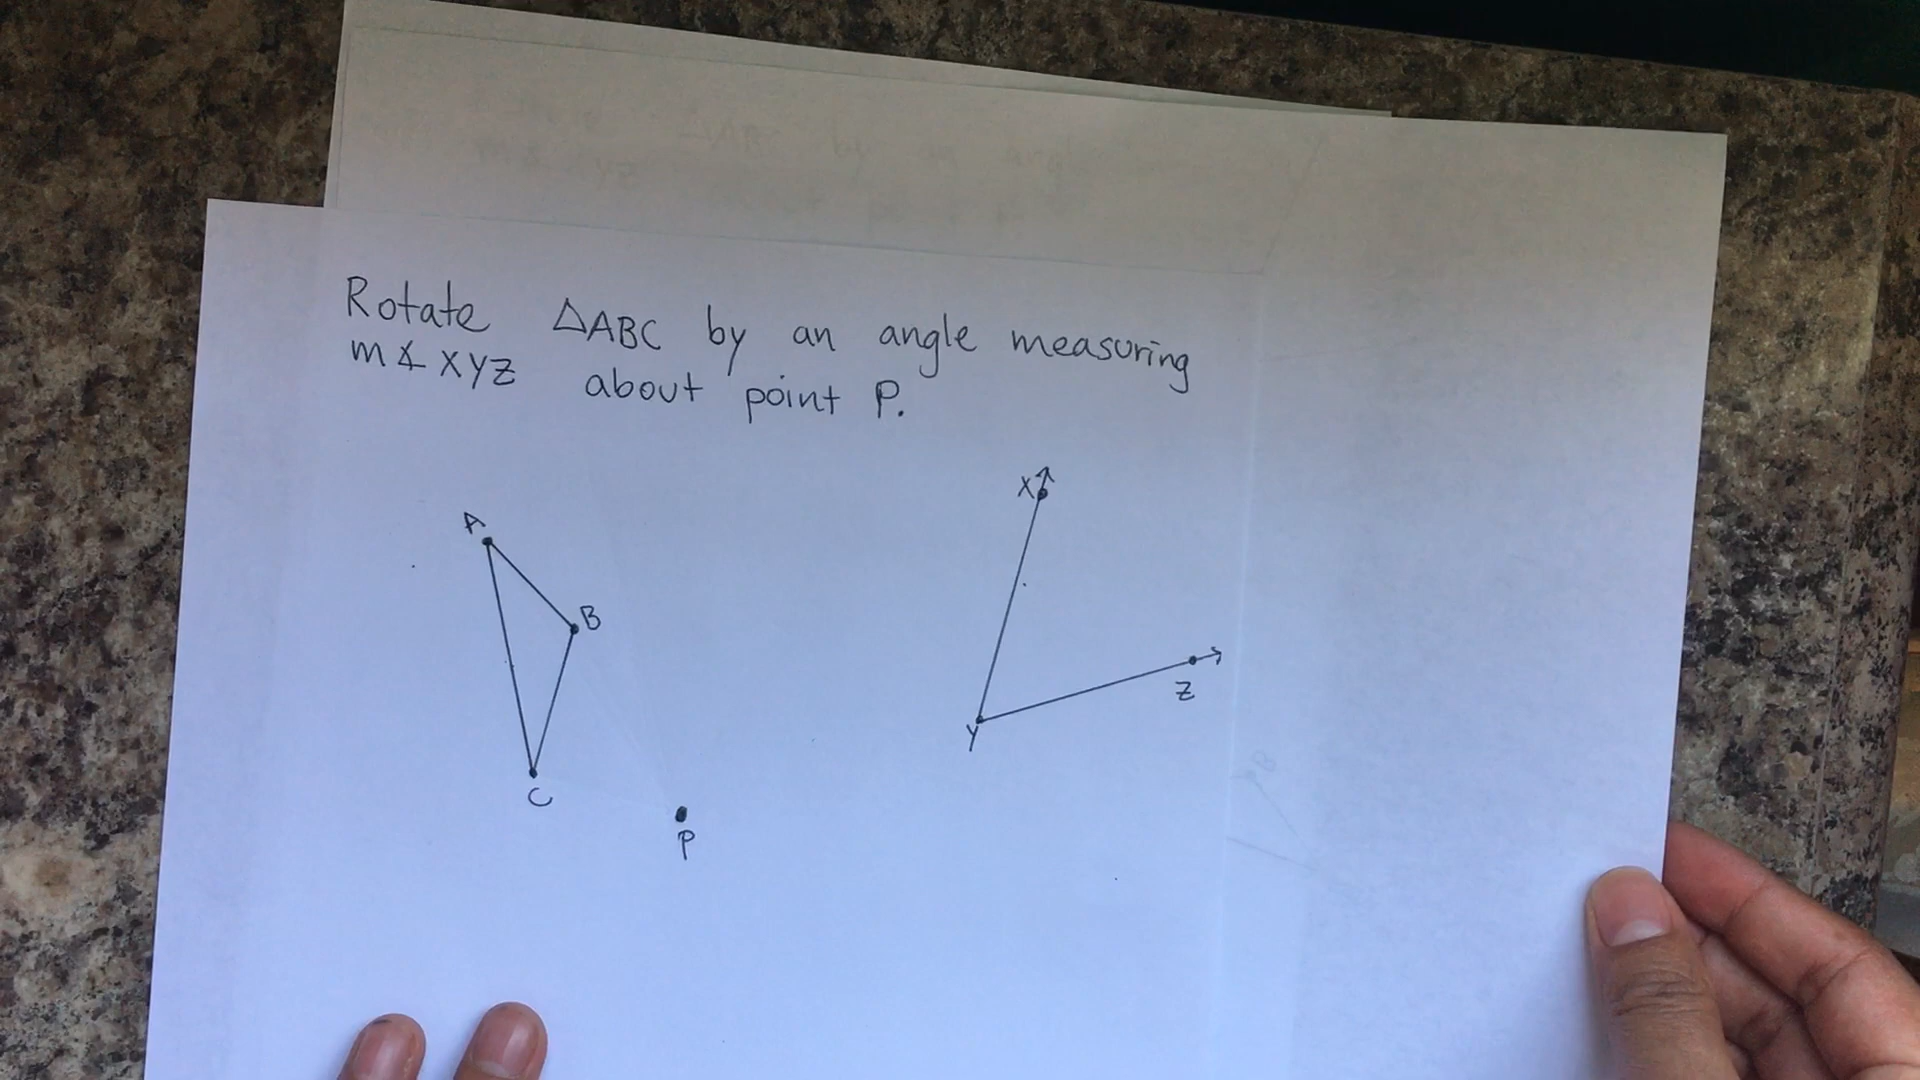 Rotate △ABC by an angle measuring
m∡XYZ about point P.
A
B
C
P
X
Y
Z